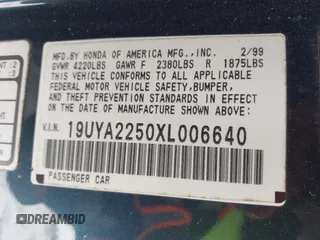 MFD. BY HONDA OF AMERICA MFG., INC. 2/99
GVWR 4220LBS GAWR F 2380LBS R 1875LBS
THIS VEHICLE CONFORMS TO ALL APPLICABLE
FEDERAL MOTOR VEHICLE SAFETY, BUMPER,
AND THEFT PREVENTION STANDARDS IN EFFECT
ON THE DATE OF MANUFACTURE SHOWN ABOVE.
V.I.N. 19UYA2250XL006640
PASSENGER CAR
DREAMBID